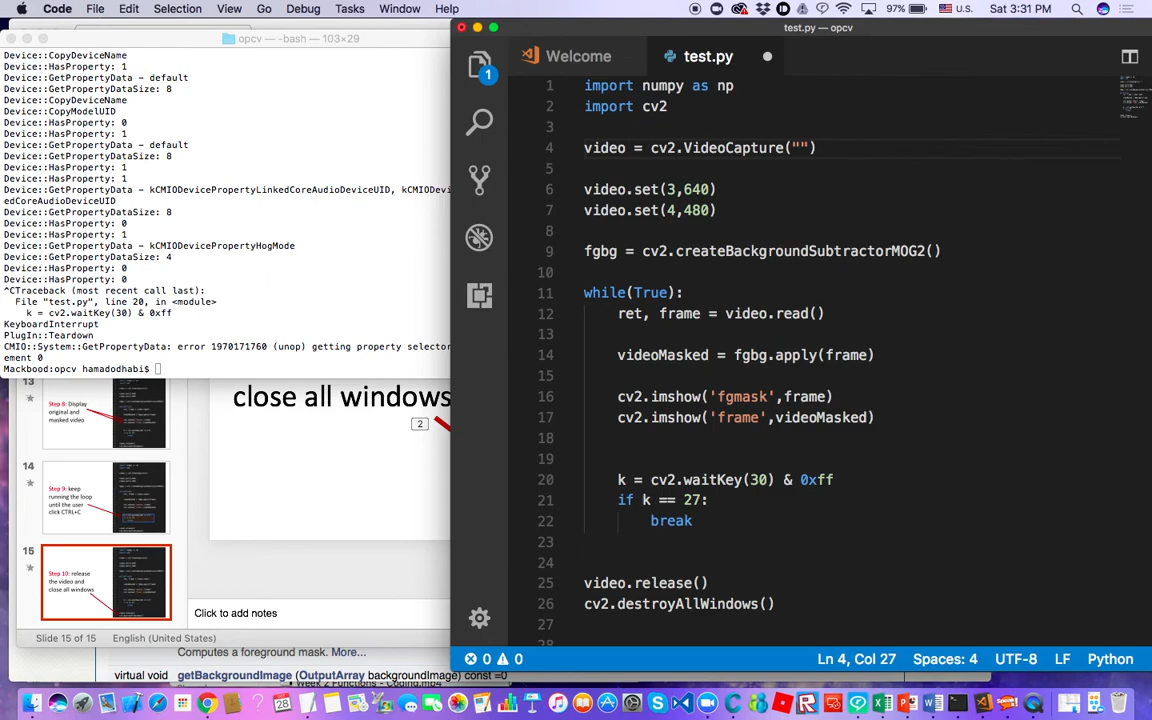 Code File Edit Selection View Go Debug Tasks Window Help 97% U.S. Sat 3:31 PM
opcv — -bash — 103×29
Device::CopyDeviceName
Device::HasProperty: 1
Device::GetPropertyData - default
Device::GetPropertyDataSize: 8
Device::CopyDeviceName
Device::CopyModelUID
Device::HasProperty: 0
Device::HasProperty: 1
Device::GetPropertyData - default
Device::GetPropertyDataSize: 8
Device::HasProperty: 1
Device::HasProperty: 1
Device::GetPropertyData - kCMIODevicePropertyLinkedCoreAudioDeviceUID, kCMIODev
edCoreAudioDeviceUID
Device::GetPropertyDataSize: 8
Device::HasProperty: 0
Device::HasProperty: 1
Device::GetPropertyData - kCMIODevicePropertyHogMode
Device::GetPropertyDataSize: 4
Device::HasProperty: 0
Device::HasProperty: 0
^CTraceback (most recent call last):
File "test.py", line 20, in <module>
k = cv2.waitKey(30) & 0xff
KeyboardInterrupt
PlugIn::Teardown
CMIO::System::GetPropertyData: error 1970171760 (unop) getting property selector
ement 0
Mackbood:opcv hamadodhabi$
13
Step 8: Display
original and
masked video
14
Step 9: keep
running the loop
until the user
click CTRL+C
15
Step 10: release
the video and
close all windows
close all windows
2
Click to add notes
Slide 15 of 15 English (United States)
Computes a foreground mask. More...
virtual void getBackgroundImage (OutputArray backgroundImage) const =0
test.py — opcv
Welcome test.py
1
1 import numpy as np
2 import cv2
3
4 video = cv2.VideoCapture("")
5
6 video.set(3,640)
7 video.set(4,480)
8
9 fgbg = cv2.createBackgroundSubtractorMOG2()
10
11 while(True):
12 ret, frame = video.read()
13
14 videoMasked = fgbg.apply(frame)
15
16 cv2.imshow('fgmask',frame)
17 cv2.imshow('frame',videoMasked)
18
19
20 k = cv2.waitKey(30) & 0xff
21 if k == 27:
22 break
23
24
25 video.release()
26 cv2.destroyAllWindows()
27
28
0 0 Ln 4, Col 27 Spaces: 4 UTF-8 LF Python